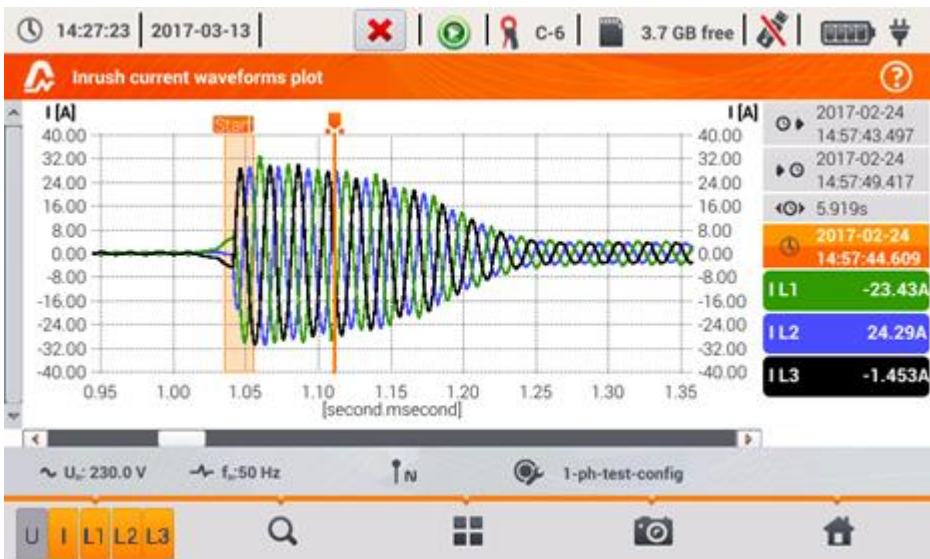 14:27:23 2017-03-13 C-6 3.7 GB free
Inrush current waveforms plot ?
I [A] I [A]
Start
40.00 40.00
32.00 32.00
24.00 24.00
16.00 16.00
8.00 8.00
0.00 0.00
-8.00 -8.00
-16.00 -16.00
-24.00 -24.00
-32.00 -32.00
-40.00 -40.00
0.95 1.00 1.05 1.10 1.15 1.20 1.25 1.30 1.35
[second.msecond]
2017-02-24
14:57:43.497
2017-02-24
14:57:49.417
5.919s
2017-02-24
14:57:44.609
I L1 -23.43A
I L2 24.29A
I L3 -1.453A
Uₙ: 230.0 V fₙ:50 Hz N 1-ph-test-config
U I L1 L2 L3